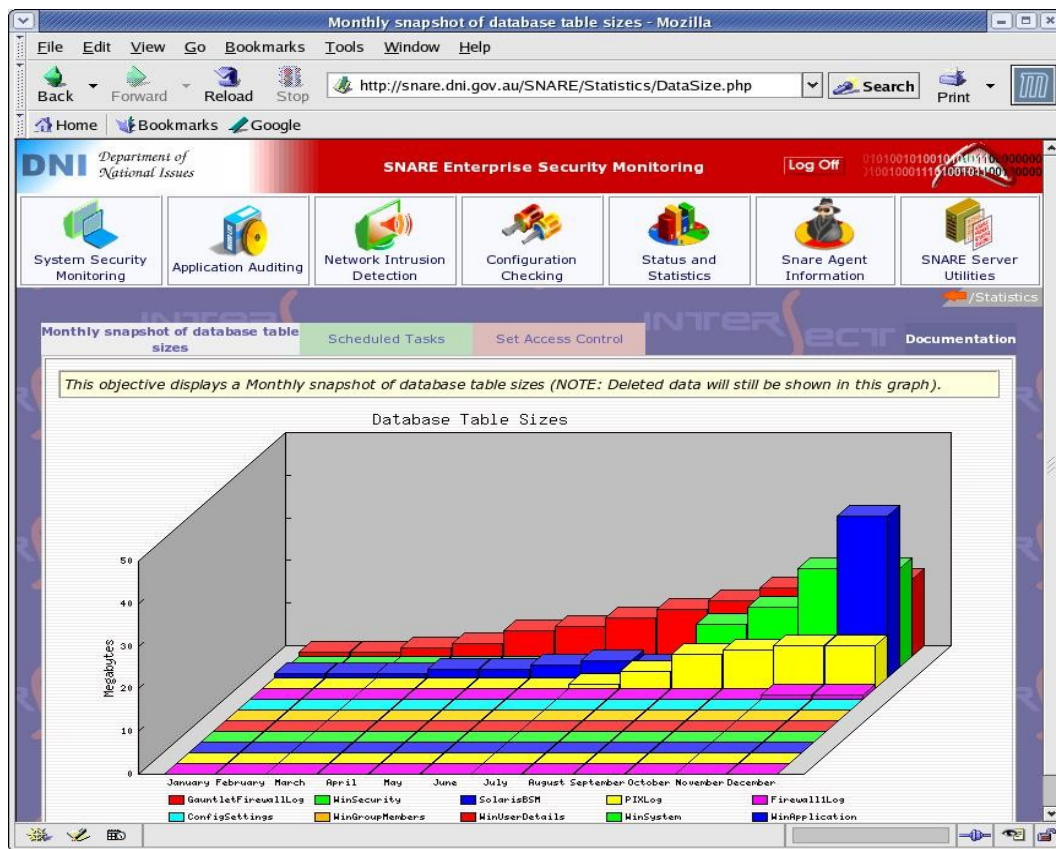 Monthly snapshot of database table sizes - Mozilla
File Edit View Go Bookmarks Tools Window Help
Back Forward Reload Stop http://snare.dni.gov.au/SNARE/Statistics/DataSize.php Search Print
Home Bookmarks Google
DNI Department of National Issues SNARE Enterprise Security Monitoring Log Off
System Security Monitoring
Application Auditing
Network Intrusion Detection
Configuration Checking
Status and Statistics
Snare Agent Information
SNARE Server Utilities
/Statistics
InterSect
Monthly snapshot of database table sizes
Scheduled Tasks
Set Access Control
Documentation
This objective displays a Monthly snapshot of database table sizes (NOTE: Deleted data will still be shown in this graph).
Database Table Sizes
Megabytes
50
40
30
20
10
0
January February March April May June July August September October November December
GauntletFirewallLog WinSecurity SolarisBSM PIXLog Firewall1Log
ConfigSettings WinGroupMembers WinUserDetails WinSystem WinApplication